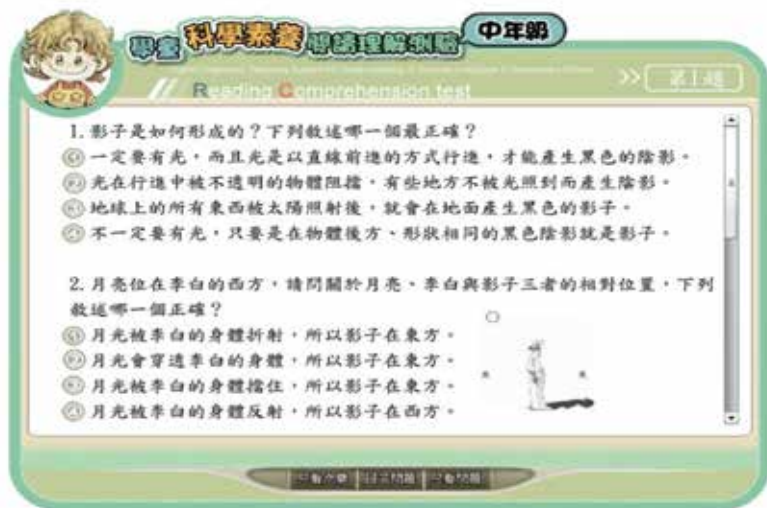 學童科學素養閱讀理解測驗 中年級
Reading Comprehension test
第1題
1. 影子是如何形成的？下列敘述哪一個最正確？
一定要有光，而且光是以直線前進的方式行進，才能產生黑色的陰影。
光在行進中被不透明的物體阻擋，有些地方不被光照到而產生陰影。
地球上的所有東西被太陽照射後，就會在地面產生黑色的影子。
不一定要有光，只要是在物體後方、形狀相同的黑色陰影就是影子。
2. 月亮位在李白的西方，請問關於月亮、李白與影子三者的相對位置，下列
敘述哪一個正確？
月光被李白的身體折射，所以影子在東方。
月光會穿透李白的身體，所以影子在東方。
月光被李白的身體擋住，所以影子在東方。
月光被李白的身體反射，所以影子在西方。